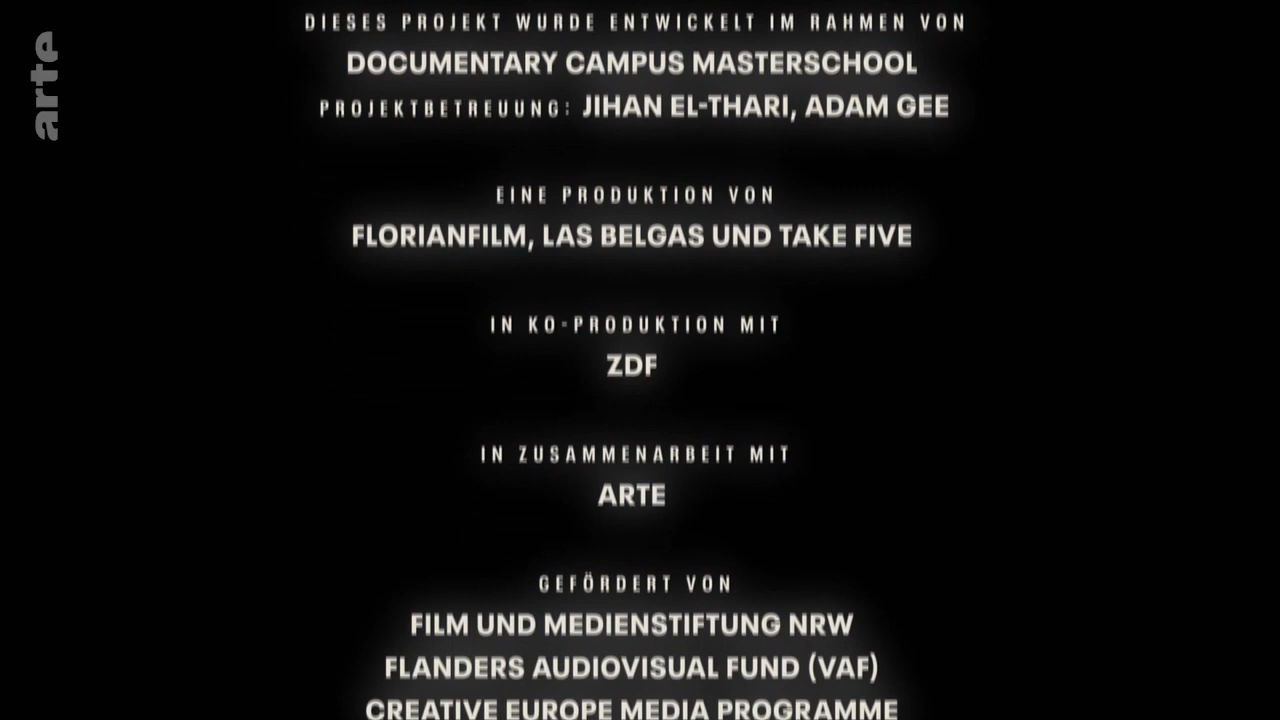 arte
DIESES PROJEKT WURDE ENTWICKELT IM RAHMEN VON
DOCUMENTARY CAMPUS MASTERSCHOOL
PROJEKTBETREUUNG: JIHAN EL-THARI, ADAM GEE
EINE PRODUKTION VON
FLORIANFILM, LAS BELGAS UND TAKE FIVE
IN KO-PRODUKTION MIT
ZDF
IN ZUSAMMENARBEIT MIT
ARTE
GEFÖRDERT VON
FILM UND MEDIENSTIFTUNG NRW
FLANDERS AUDIOVISUAL FUND (VAF)
CREATIVE EUROPE MEDIA PROGRAMME